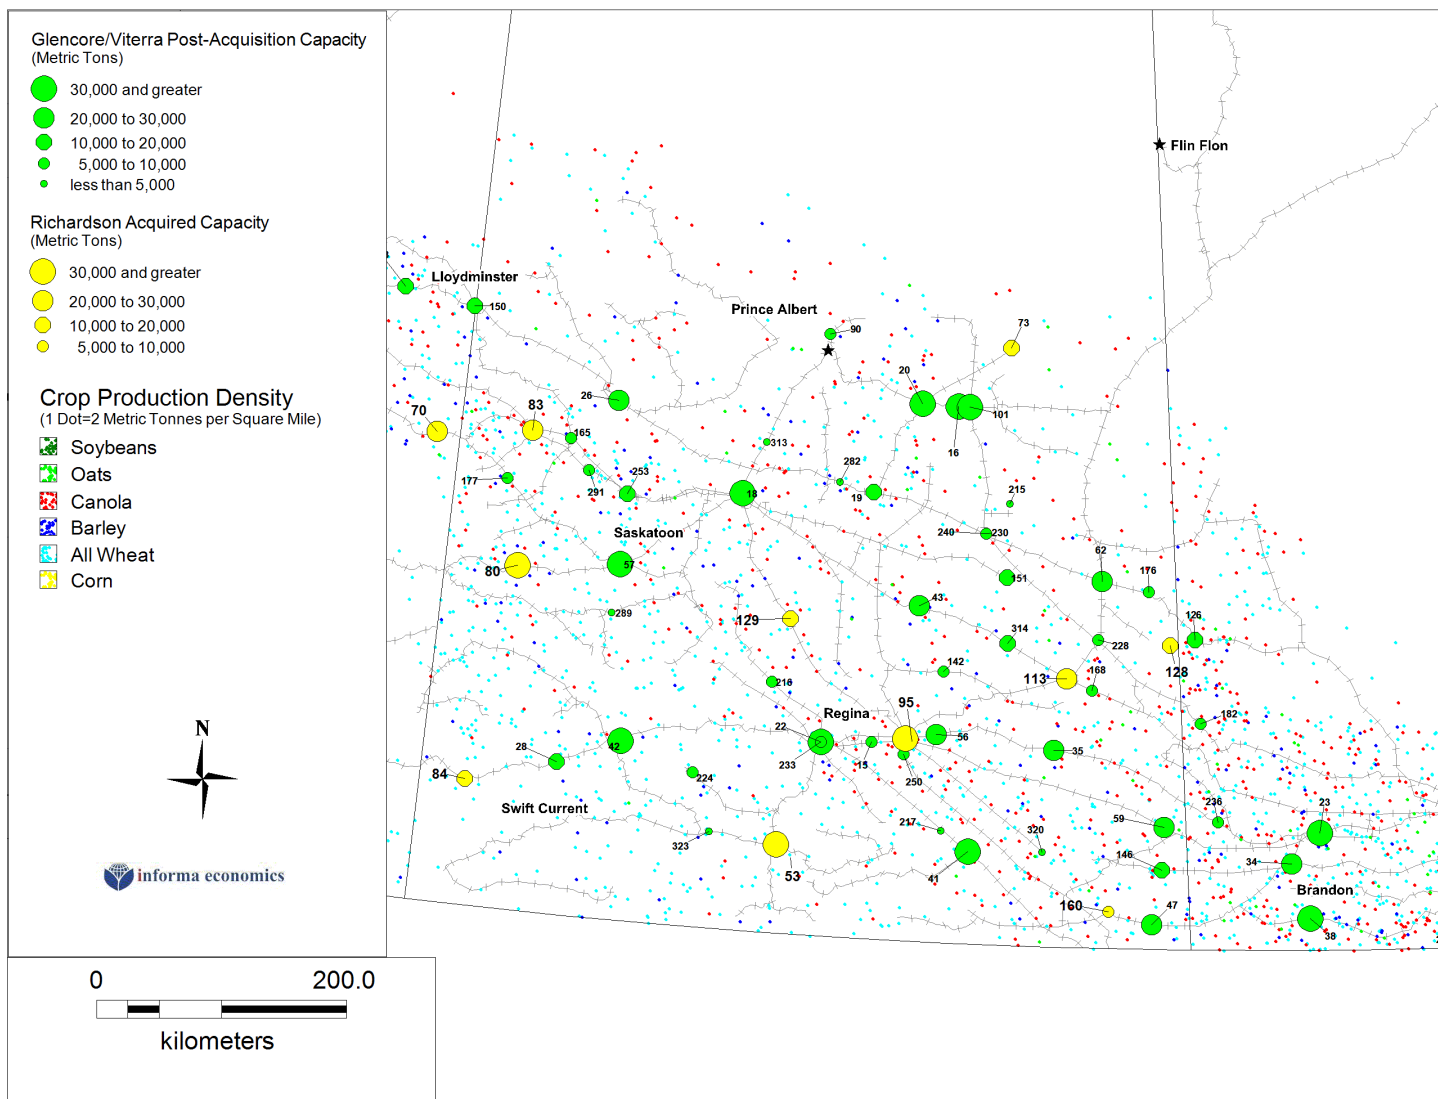 Glencore/Viterra Post-Acquisition Capacity
(Metric Tons)
30,000 and greater
20,000 to 30,000
10,000 to 20,000
5,000 to 10,000
less than 5,000
Richardson Acquired Capacity
(Metric Tons)
30,000 and greater
20,000 to 30,000
10,000 to 20,000
5,000 to 10,000
Crop Production Density
(1 Dot=2 Metric Tonnes per Square Mile)
Soybeans
Oats
Canola
Barley
All Wheat
Corn
N
informa economics
0 200.0
kilometers
Flin Flon
Lloydminster
150
Prince Albert
90
73
20
26
83
70
101
16
165
313
177
291
253
282
19
18
215
Saskatoon
240
230
62
57
80
151
176
289
43
129
126
314
228
142
128
168
113
216
95
Regina
182
22
56
42
28
35
233
15
250
84
224
Swift Current
236
23
59
217
320
323
146
34
53
41
Brandon
160
47
38